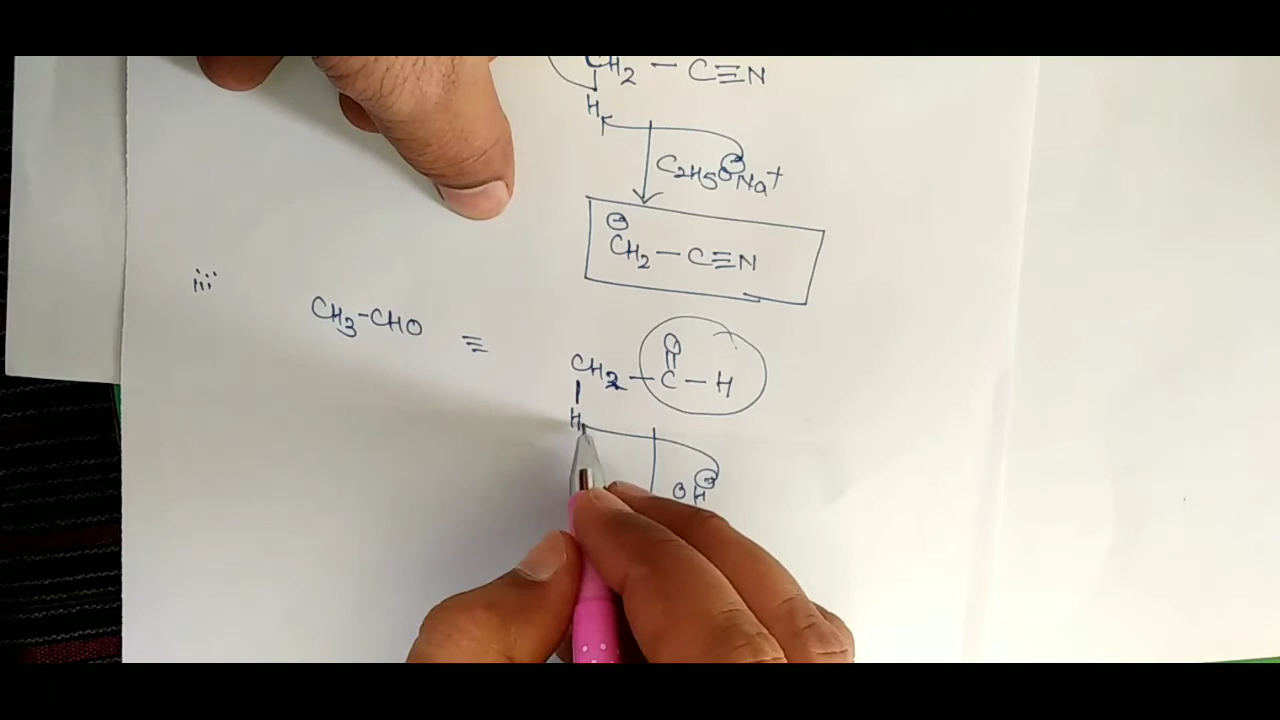 CH2 — C≡N
|
H
C2H5O⊖Na+
⊖
CH2 — C≡N
iii
CH3-CHO ≡
O
||
CH2 — C — H
|
H
⊖
OH